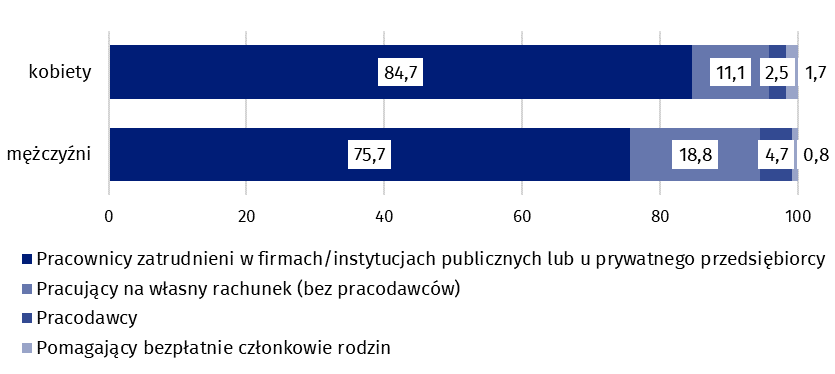 kobiety 84,7 11,1 2,5 1,7
mężczyźni 75,7 18,8 4,7 0,8
0 20 40 60 80 100
Pracownicy zatrudnieni w firmach/instytucjach publicznych lub u prywatnego przedsiębiorcy
Pracujący na własny rachunek (bez pracodawców)
Pracodawcy
Pomagający bezpłatnie członkowie rodzin